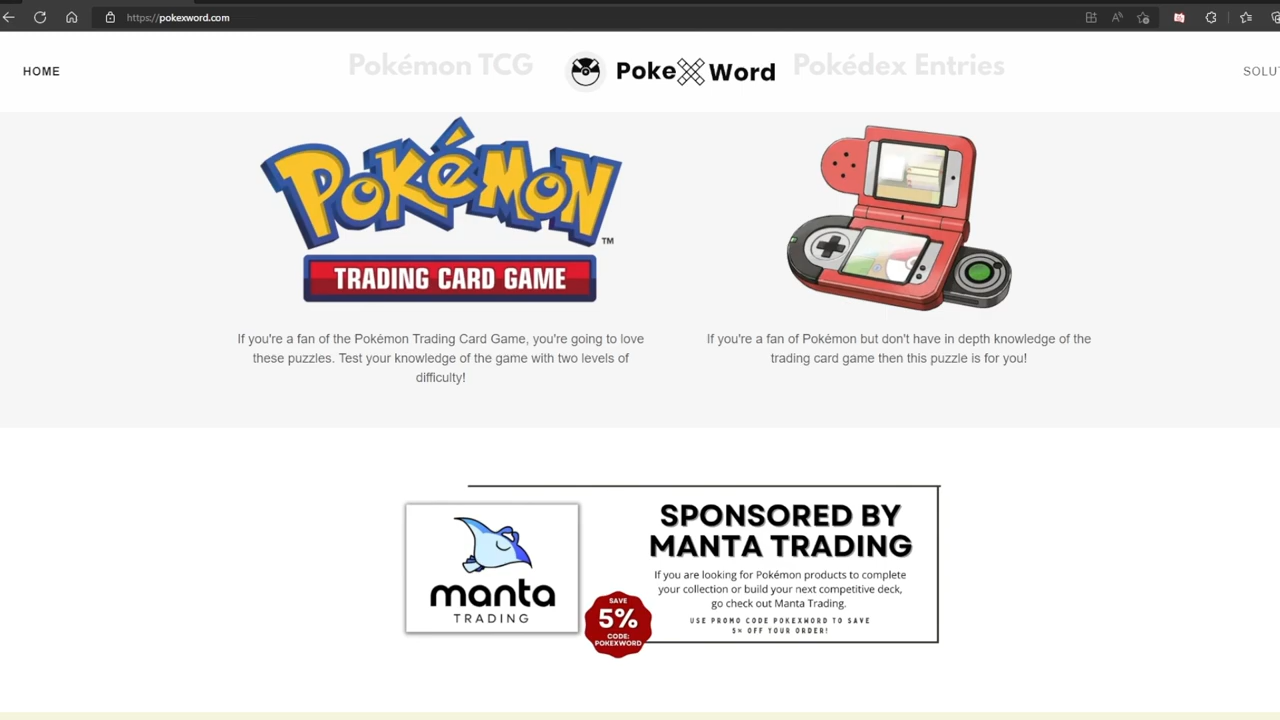 https://pokexword.com
HOME
Pokémon TCG
PokeXWord
Pokédex Entries
SOLU
POKÉMON
TM
TRADING CARD GAME
If you're a fan of the Pokémon Trading Card Game, you're going to love
these puzzles. Test your knowledge of the game with two levels of
difficulty!
If you're a fan of Pokémon but don't have in depth knowledge of the
trading card game then this puzzle is for you!
manta
TRADING
SAVE
5%
CODE:
POKEXWORD
SPONSORED BY
MANTA TRADING
If you are looking for Pokémon products to complete
your collection or build your next competitive deck,
go check out Manta Trading.
USE PROMO CODE POKEXWORD TO SAVE
5% OFF YOUR ORDER!